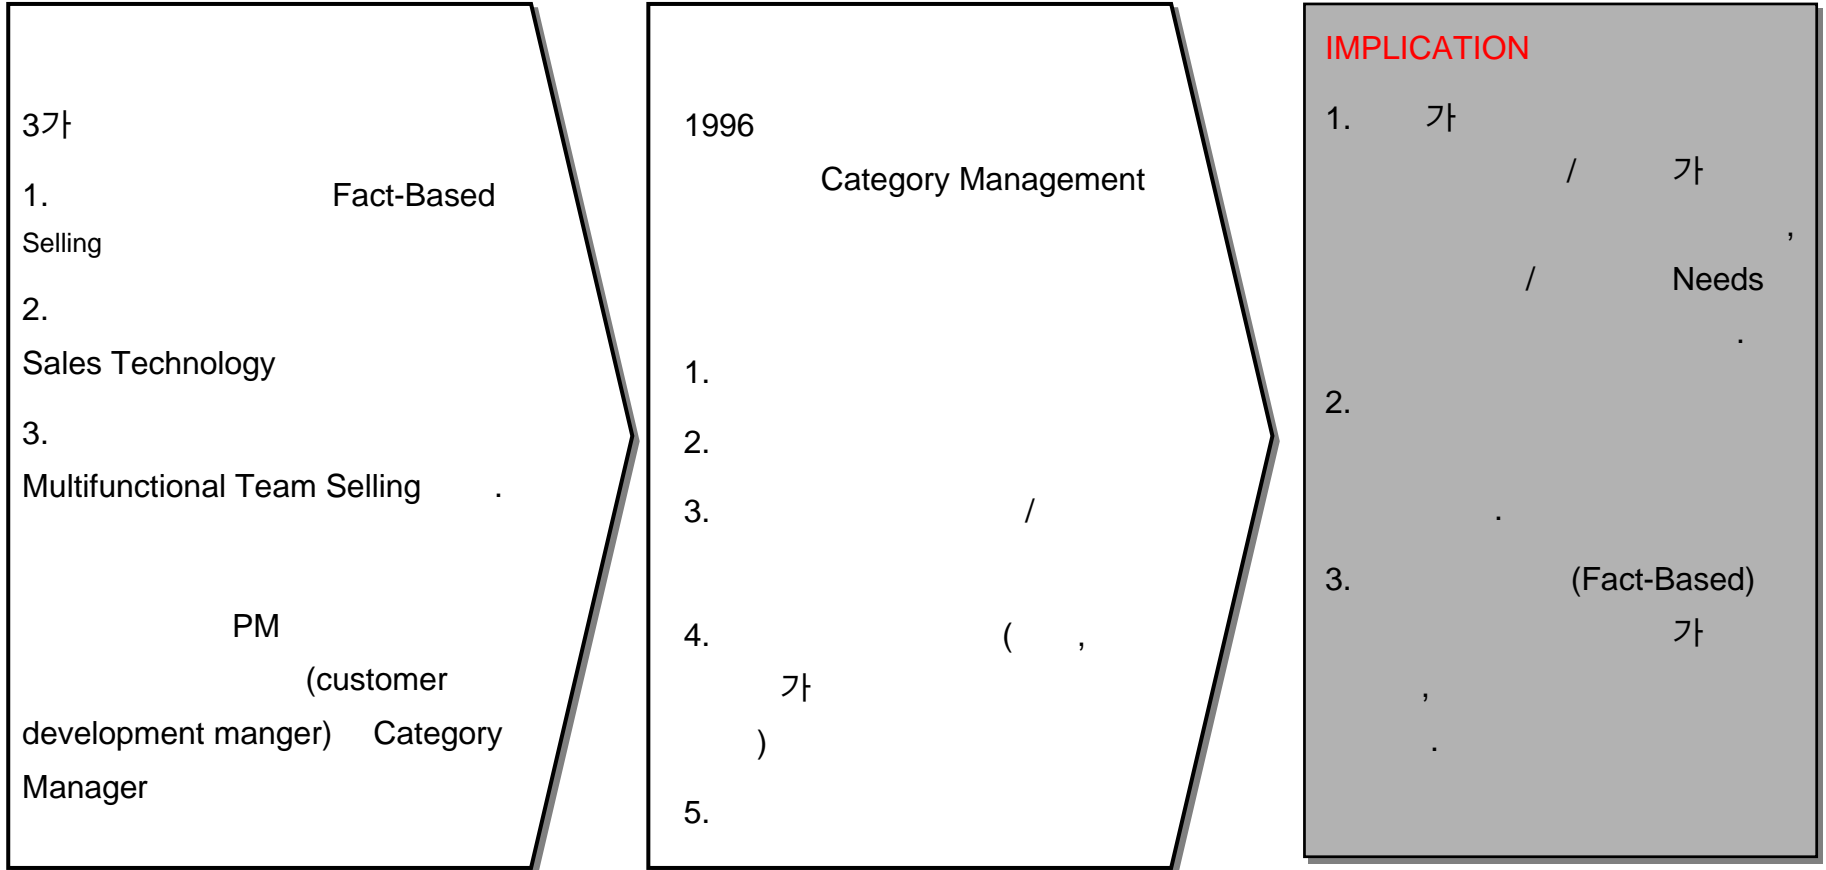 3가
1. Fact-Based
Selling
2.
Sales Technology
3.
Multifunctional Team Selling .
PM
(customer
development manger) Category
Manager
1996
Category Management
1.
2.
3. /
4. ( ,
가
)
5.
IMPLICATION
1. 가
/ 가
,
/ Needs
.
2.
.
3. (Fact-Based)
가
,
.